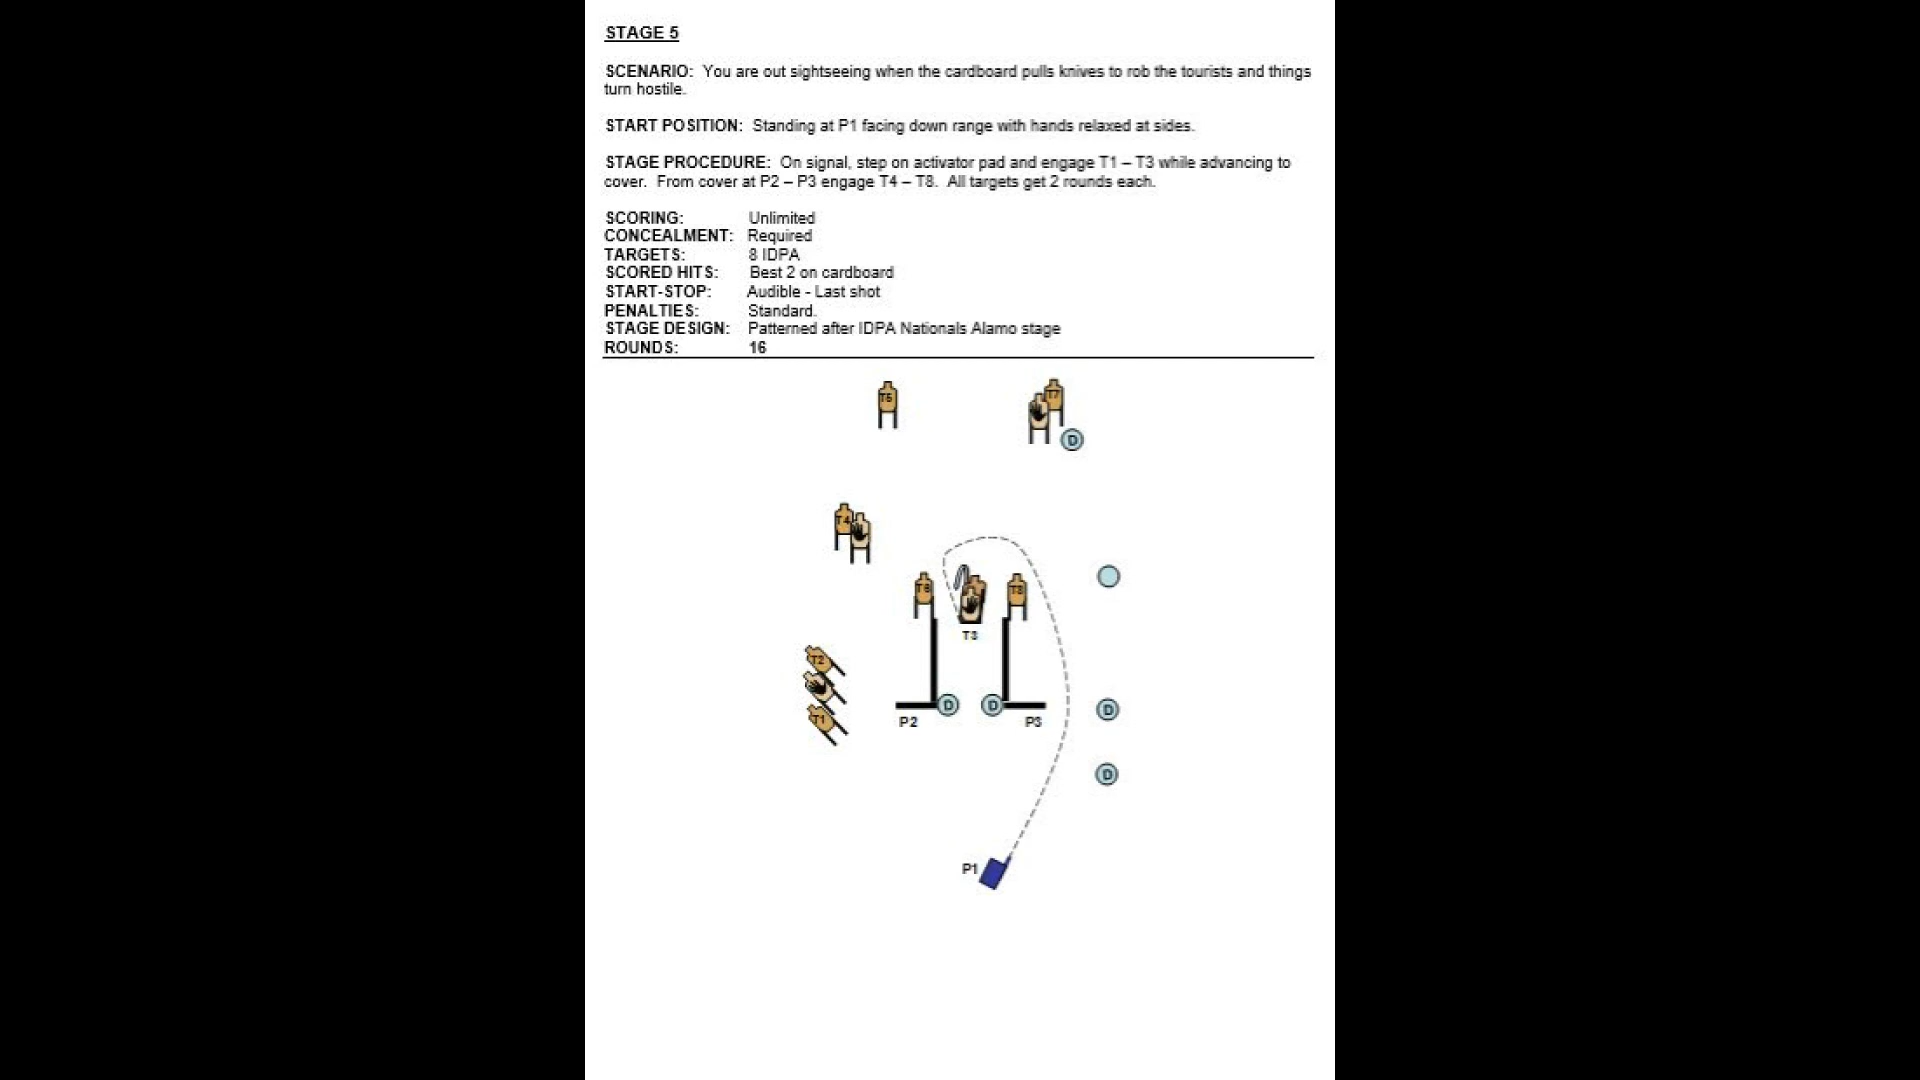 STAGE 5
SCENARIO: You are out sightseeing when the cardboard pulls knives to rob the tourists and things
turn hostile.
START POSITION: Standing at P1 facing down range with hands relaxed at sides.
STAGE PROCEDURE: On signal, step on activator pad and engage T1 – T3 while advancing to
cover. From cover at P2 – P3 engage T4 – T8. All targets get 2 rounds each.
SCORING: Unlimited
CONCEALMENT: Required
TARGETS: 8 IDPA
SCORED HITS: Best 2 on cardboard
START-STOP: Audible - Last shot
PENALTIES: Standard.
STAGE DESIGN: Patterned after IDPA Nationals Alamo stage
ROUNDS: 16
T5
T7
D
T4
T6
T8
T3
T2
T1
D
D
D
P2
P3
D
P1